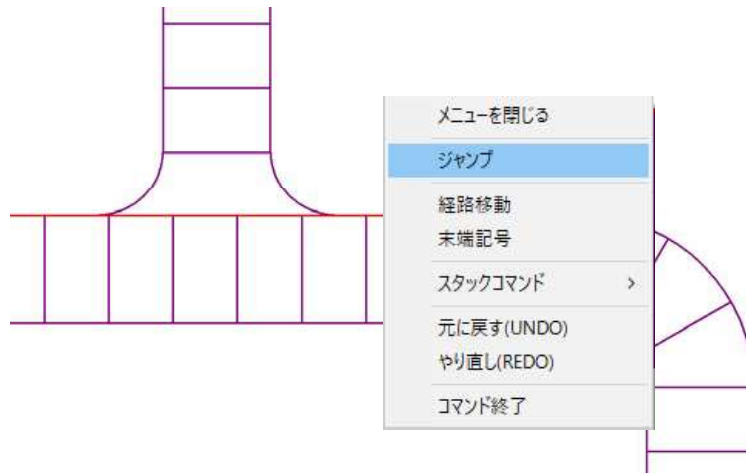 メニューを閉じる
ジャンプ
経路移動
末端記号
スタックコマンド >
元に戻す(UNDO)
やり直し(REDO)
コマンド終了